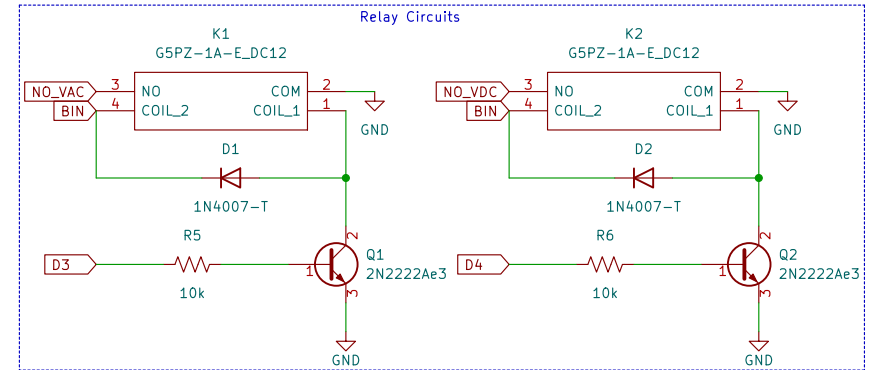 Relay Circuits
K1
G5PZ-1A-E_DC12
NO_VAC
3
NO
COM
2
BIN
4
COIL_2
COIL_1
1
GND
D1
1N4007-T
R5
D3
10k
1
2
Q1
2N2222Ae3
3
GND
K2
G5PZ-1A-E_DC12
NO_VDC
3
NO
COM
2
BIN
4
COIL_2
COIL_1
1
GND
D2
1N4007-T
R6
D4
10k
1
2
Q2
2N2222Ae3
3
GND